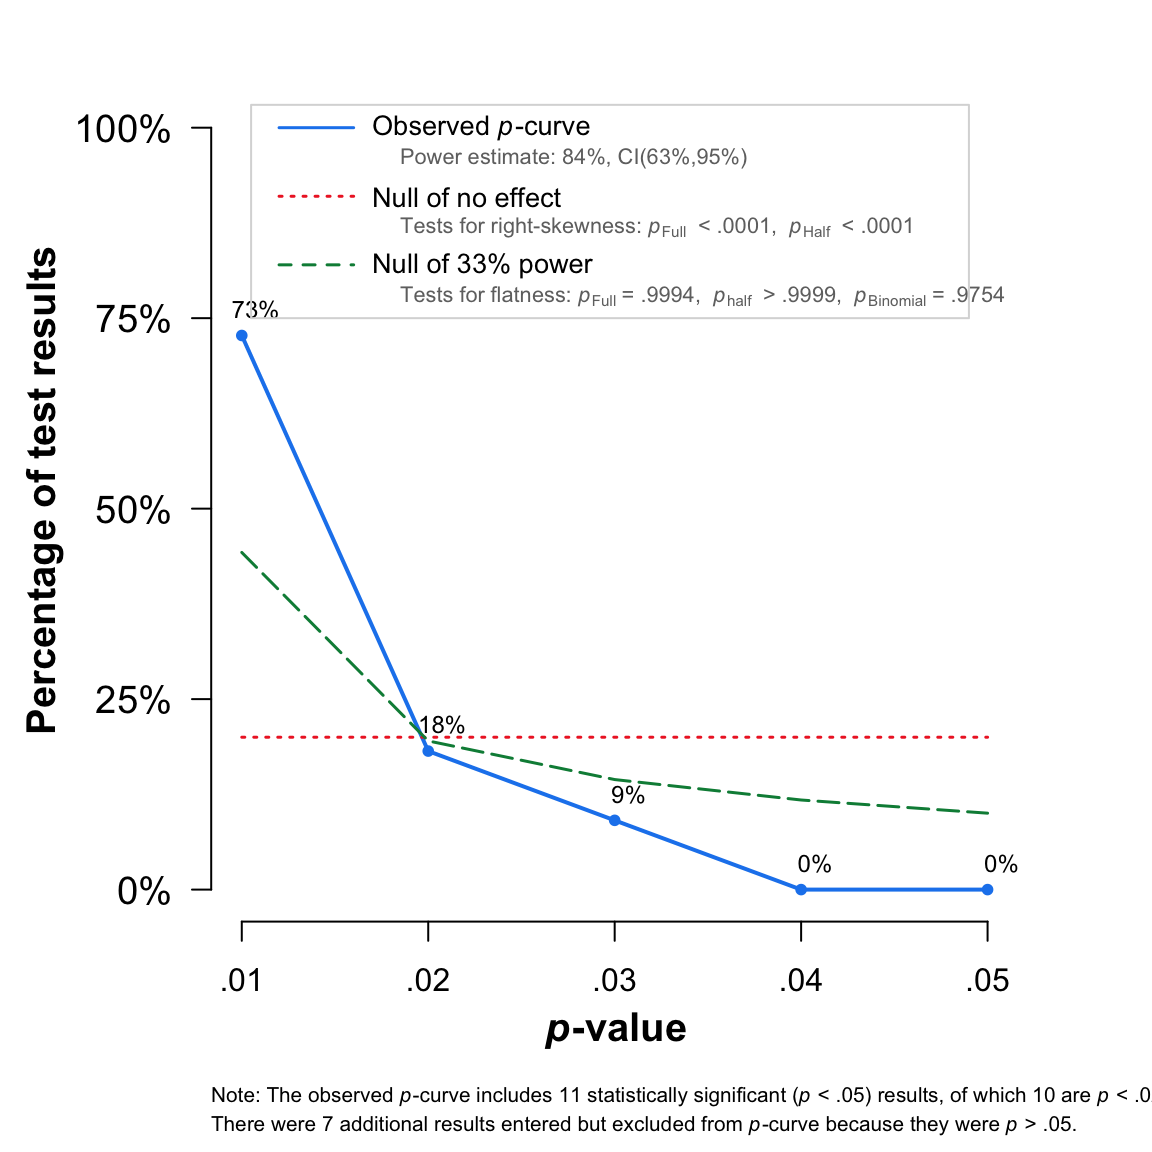 100%
75%
50%
25%
0%
Percentage of test results
Observed p-curve
Power estimate: 84%, CI(63%,95%)
Null of no effect
Tests for right-skewness: pFull < .0001, pHalf < .0001
Null of 33% power
Tests for flatness: pFull = .9994, phalf > .9999, pBinomial = .9754
73%
18%
9%
0%
0%
.01
.02
.03
.04
.05
p-value
Note: The observed p-curve includes 11 statistically significant (p < .05) results, of which 10 are p < .0
There were 7 additional results entered but excluded from p-curve because they were p > .05.